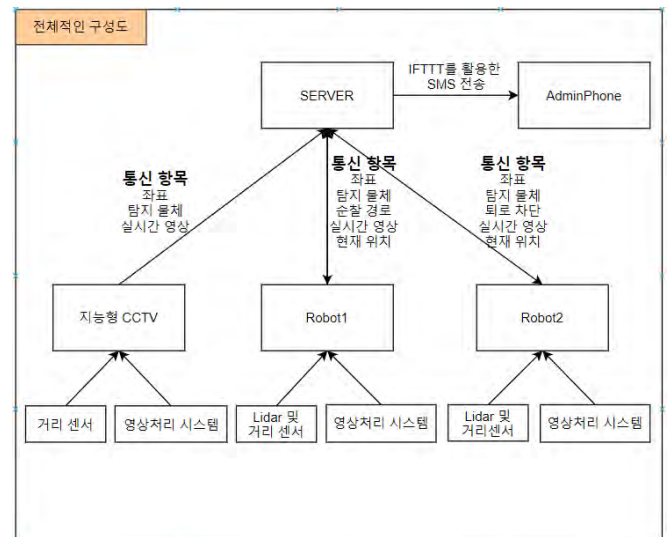 전체적인 구성도
IFTTT를 활용한
SMS 전송
SERVER
AdminPhone
통신 항목
좌표
탐지 물체
실시간 영상
통신 항목
좌표
탐지 물체
순찰 경로
실시간 영상
현재 위치
통신 항목
좌표
탐지 물체
퇴로 차단
실시간 영상
현재 위치
지능형 CCTV
Robot1
Robot2
거리 센서
영상처리 시스템
Lidar 및
거리 센서
영상처리 시스템
Lidar 및
거리센서
영상처리 시스템